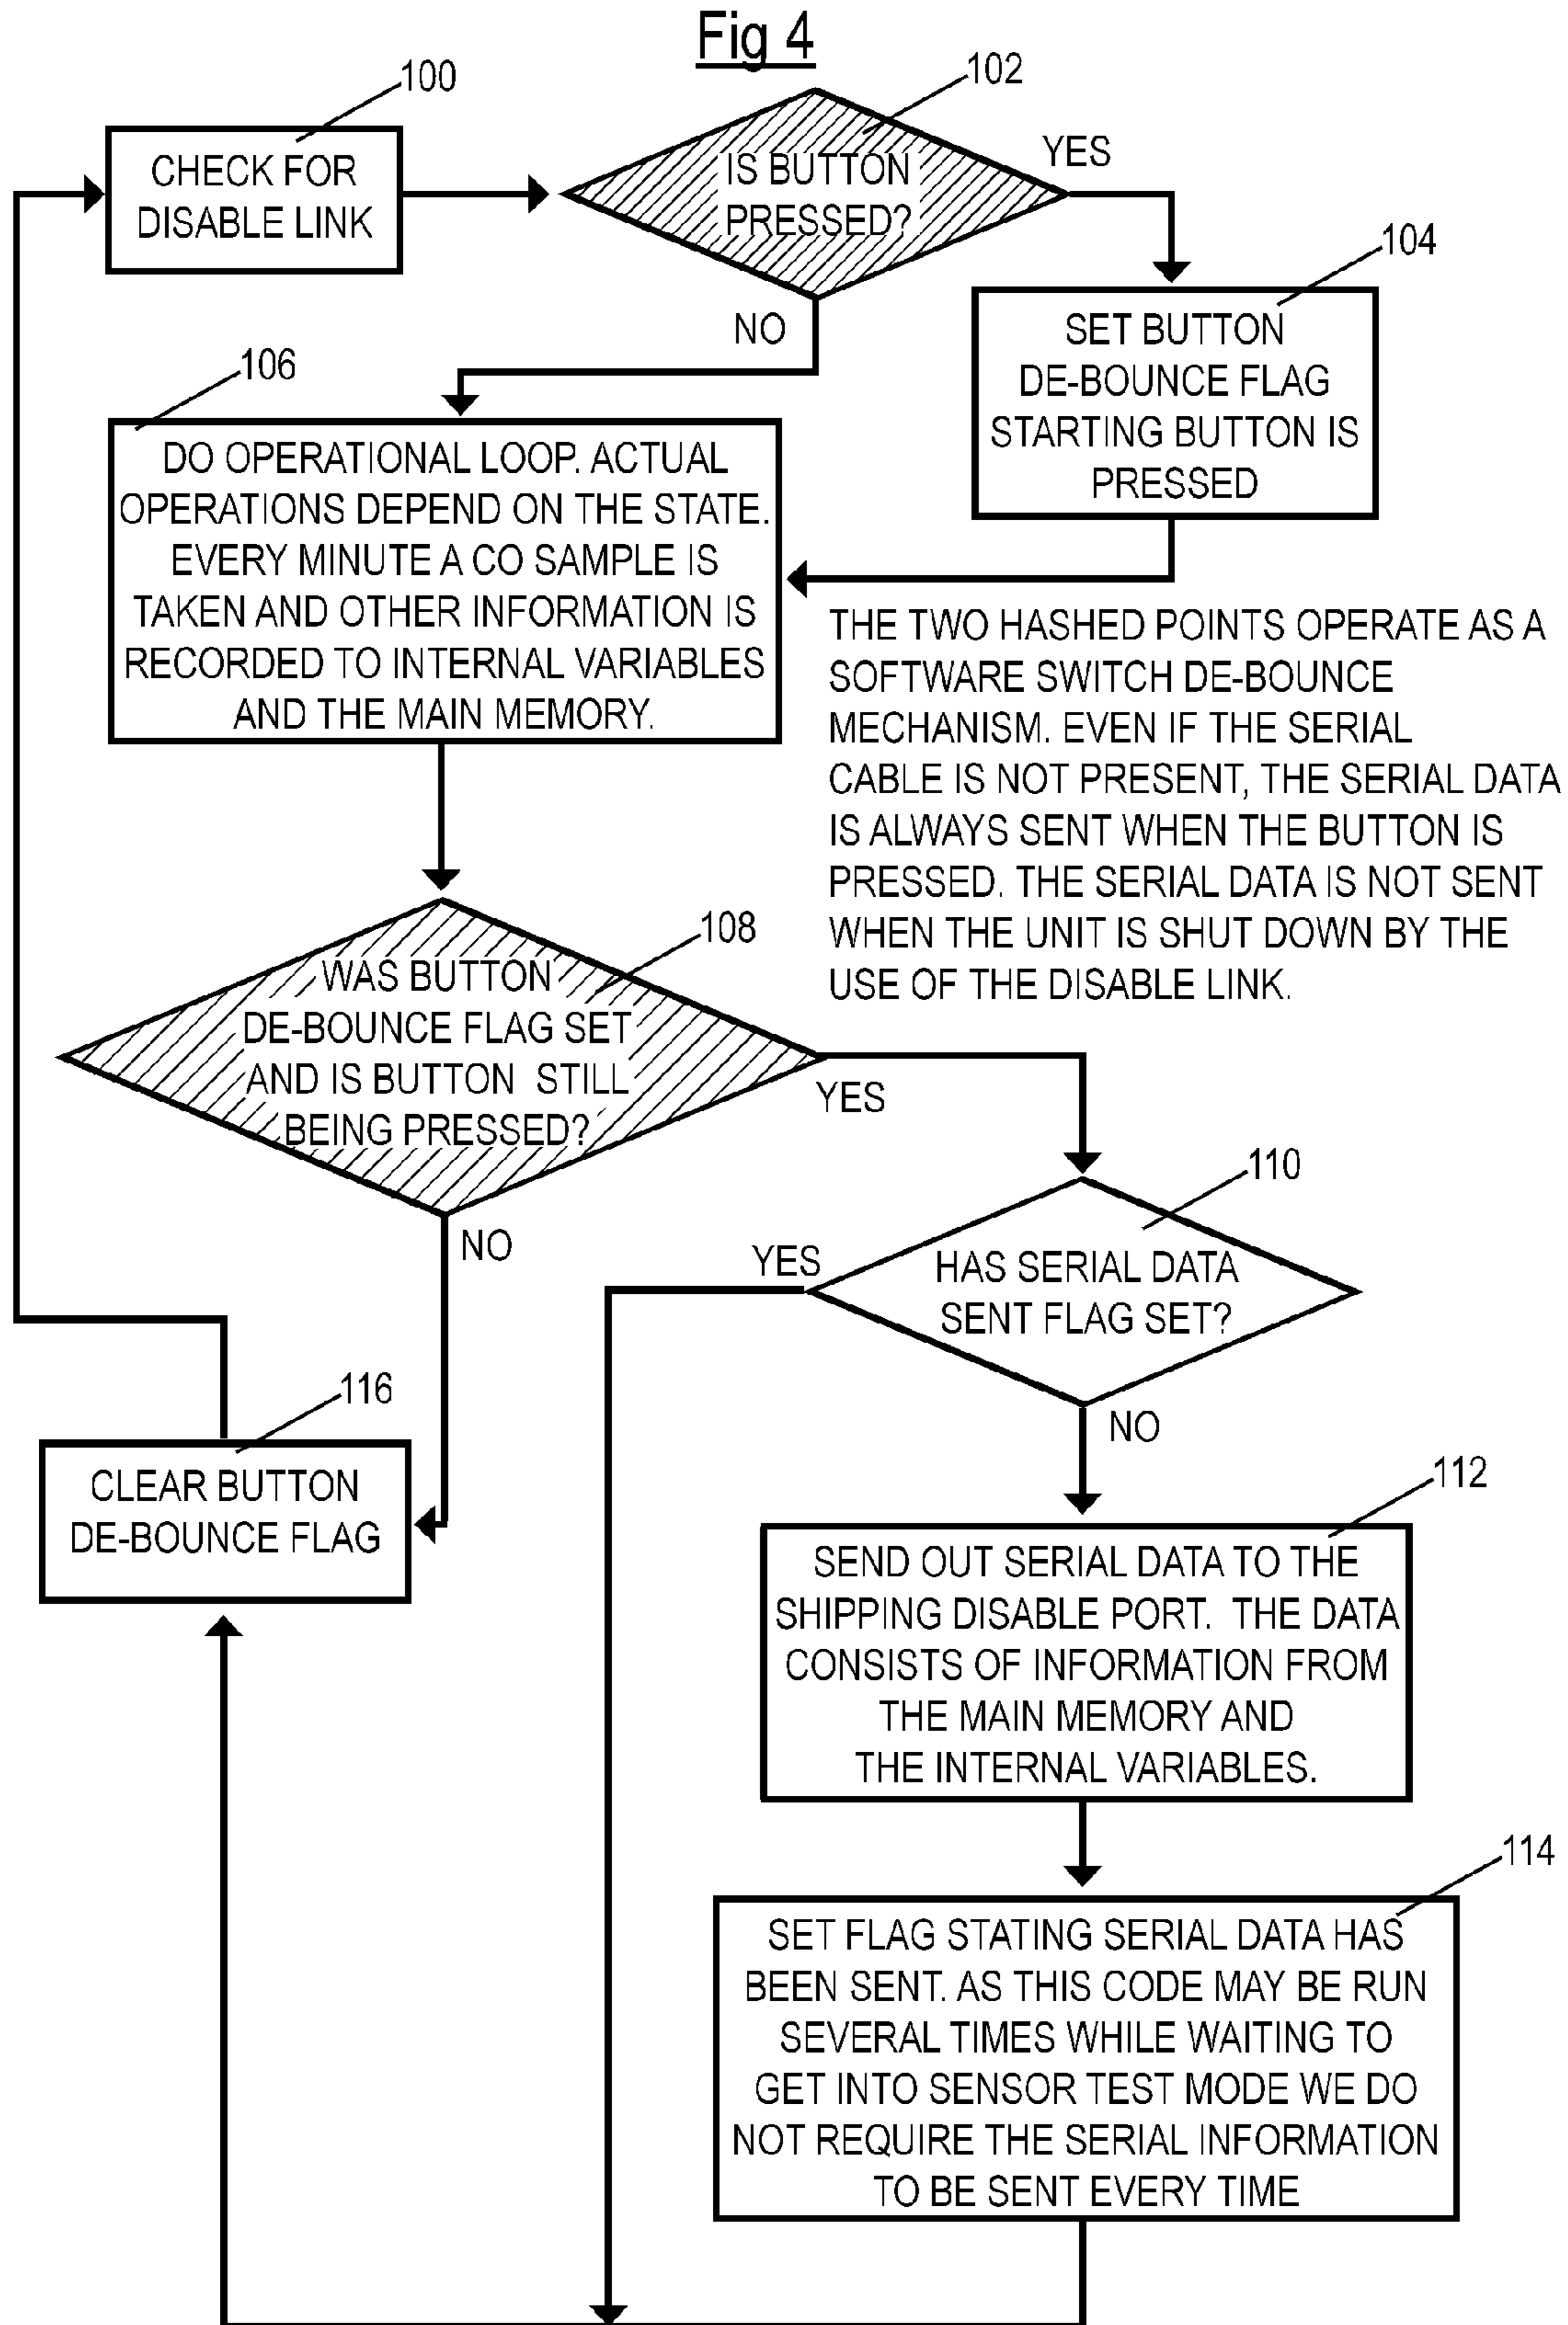 Fig 4
100
CHECK FOR
DISABLE LINK
102
IS BUTTON
PRESSED?
YES
NO
104
SET BUTTON
DE-BOUNCE FLAG
STARTING BUTTON IS
PRESSED
106
DO OPERATIONAL LOOP. ACTUAL
OPERATIONS DEPEND ON THE STATE.
EVERY MINUTE A CO SAMPLE IS
TAKEN AND OTHER INFORMATION IS
RECORDED TO INTERNAL VARIABLES
AND THE MAIN MEMORY.
THE TWO HASHED POINTS OPERATE AS A
SOFTWARE SWITCH DE-BOUNCE
MECHANISM. EVEN IF THE SERIAL
CABLE IS NOT PRESENT, THE SERIAL DATA
IS ALWAYS SENT WHEN THE BUTTON IS
PRESSED. THE SERIAL DATA IS NOT SENT
WHEN THE UNIT IS SHUT DOWN BY THE
USE OF THE DISABLE LINK.
108
WAS BUTTON
DE-BOUNCE FLAG SET
AND IS BUTTON STILL
BEING PRESSED?
YES
NO
110
HAS SERIAL DATA
SENT FLAG SET?
YES
NO
116
CLEAR BUTTON
DE-BOUNCE FLAG
112
SEND OUT SERIAL DATA TO THE
SHIPPING DISABLE PORT. THE DATA
CONSISTS OF INFORMATION FROM
THE MAIN MEMORY AND
THE INTERNAL VARIABLES.
114
SET FLAG STATING SERIAL DATA HAS
BEEN SENT. AS THIS CODE MAY BE RUN
SEVERAL TIMES WHILE WAITING TO
GET INTO SENSOR TEST MODE WE DO
NOT REQUIRE THE SERIAL INFORMATION
TO BE SENT EVERY TIME